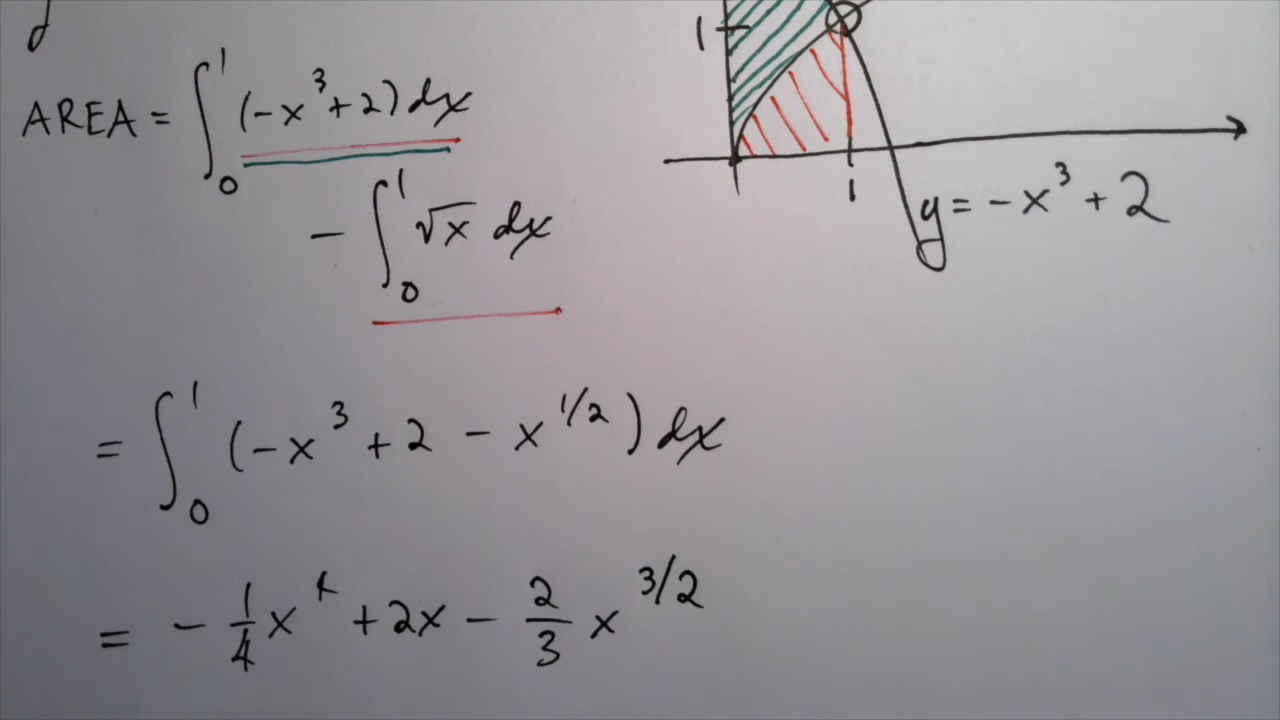 1
AREA = ∫₀¹ (-x³+2) dx
- ∫₀¹ √x dx
1
y = -x³ + 2
= ∫₀¹ (-x³ + 2 - x^{1/2}) dx
= - 1/4 x⁴ + 2x - 2/3 x^{3/2}